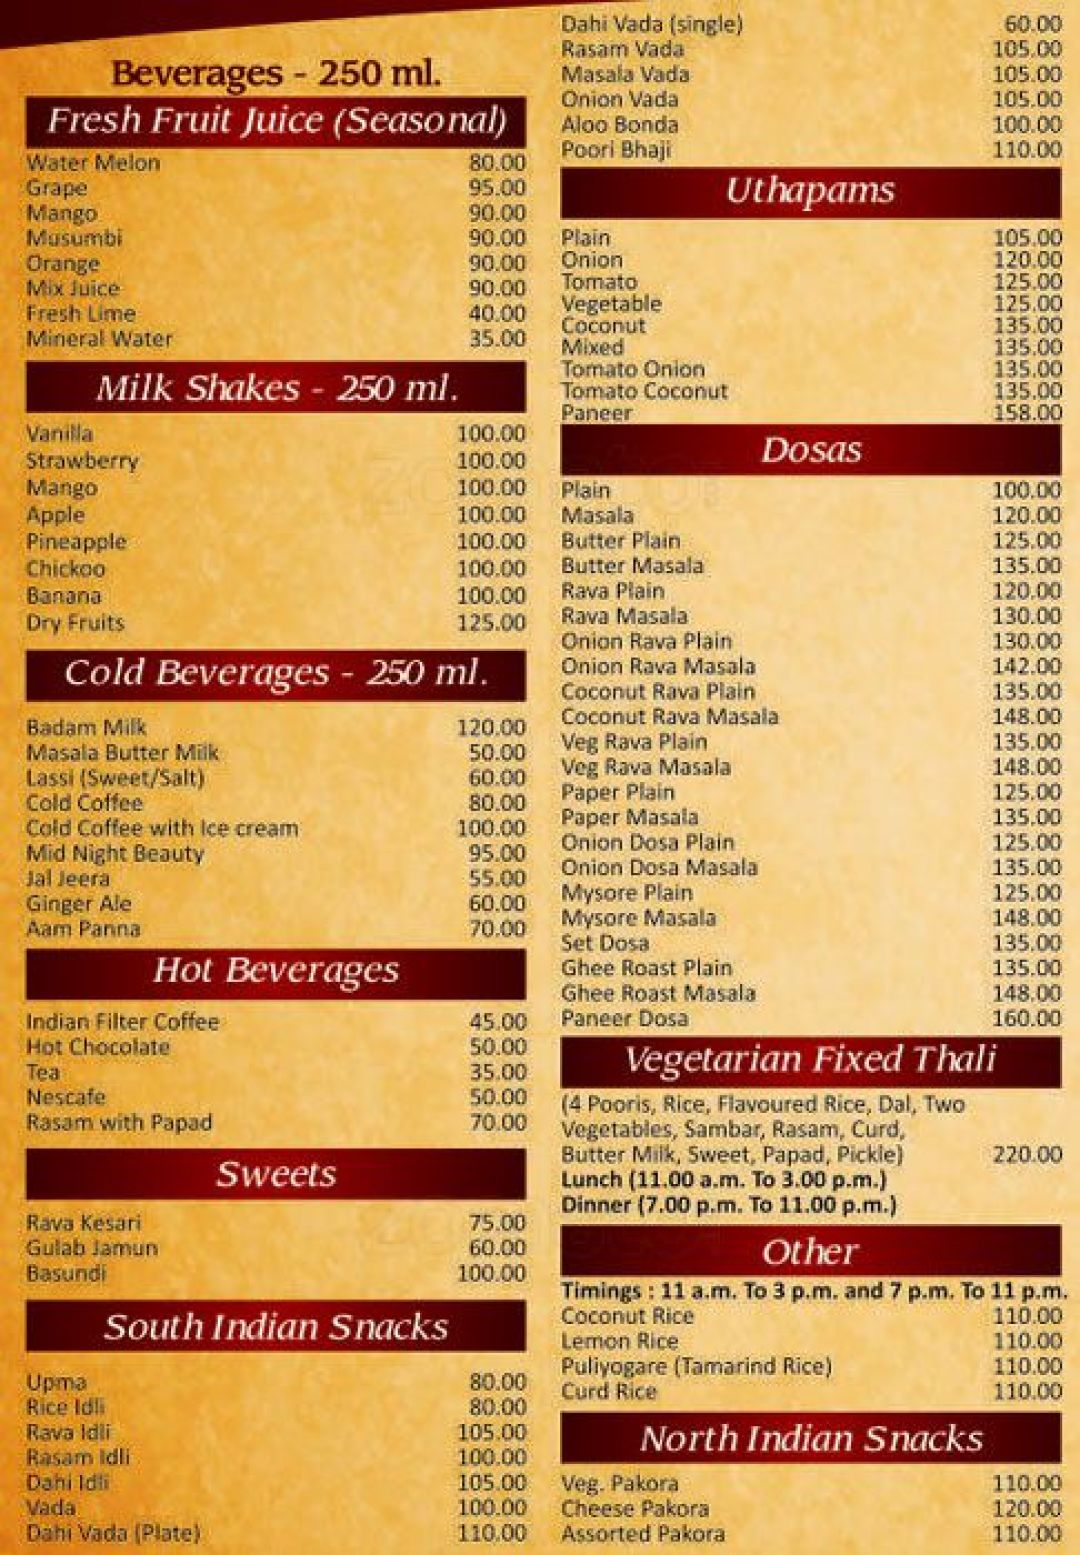 Beverages - 250 ml.
Fresh Fruit Juice (Seasonal)
Water Melon 80.00
Grape 95.00
Mango 90.00
Musumbi 90.00
Orange 90.00
Mix Juice 90.00
Fresh Lime 40.00
Mineral Water 35.00
Milk Shakes - 250 ml.
Vanilla 100.00
Strawberry 100.00
Mango 100.00
Apple 100.00
Pineapple 100.00
Chickoo 100.00
Banana 100.00
Dry Fruits 125.00
Cold Beverages - 250 ml.
Badam Milk 120.00
Masala Butter Milk 50.00
Lassi (Sweet/Salt) 60.00
Cold Coffee 80.00
Cold Coffee with Ice cream 100.00
Mid Night Beauty 95.00
Jal Jeera 55.00
Ginger Ale 60.00
Aam Panna 70.00
Hot Beverages
Indian Filter Coffee 45.00
Hot Chocolate 50.00
Tea 35.00
Nescafe 50.00
Rasam with Papad 70.00
Sweets
Rava Kesari 75.00
Gulab Jamun 60.00
Basundi 100.00
South Indian Snacks
Upma 80.00
Rice Idli 80.00
Rava Idli 105.00
Rasam Idli 100.00
Dahi Idli 105.00
Vada 100.00
Dahi Vada (Plate) 110.00
Dahi Vada (single) 60.00
Rasam Vada 105.00
Masala Vada 105.00
Onion Vada 105.00
Aloo Bonda 100.00
Poori Bhaji 110.00
Uthapams
Plain 105.00
Onion 120.00
Tomato 125.00
Vegetable 125.00
Coconut 135.00
Mixed 135.00
Tomato Onion 135.00
Tomato Coconut 135.00
Paneer 158.00
Dosas
Plain 100.00
Masala 120.00
Butter Plain 125.00
Butter Masala 135.00
Rava Plain 120.00
Rava Masala 130.00
Onion Rava Plain 130.00
Onion Rava Masala 142.00
Coconut Rava Plain 135.00
Coconut Rava Masala 148.00
Veg Rava Plain 135.00
Veg Rava Masala 148.00
Paper Plain 125.00
Paper Masala 135.00
Onion Dosa Plain 125.00
Onion Dosa Masala 135.00
Mysore Plain 125.00
Mysore Masala 148.00
Set Dosa 135.00
Ghee Roast Plain 135.00
Ghee Roast Masala 148.00
Paneer Dosa 160.00
Vegetarian Fixed Thali
(4 Pooris, Rice, Flavoured Rice, Dal, Two
Vegetables, Sambar, Rasam, Curd,
Butter Milk, Sweet, Papad, Pickle) 220.00
Lunch (11.00 a.m. To 3.00 p.m.)
Dinner (7.00 p.m. To 11.00 p.m.)
Other
Timings : 11 a.m. To 3 p.m. and 7 p.m. To 11 p.m.
Coconut Rice 110.00
Lemon Rice 110.00
Puliyogare (Tamarind Rice) 110.00
Curd Rice 110.00
North Indian Snacks
Veg. Pakora 110.00
Cheese Pakora 120.00
Assorted Pakora 110.00